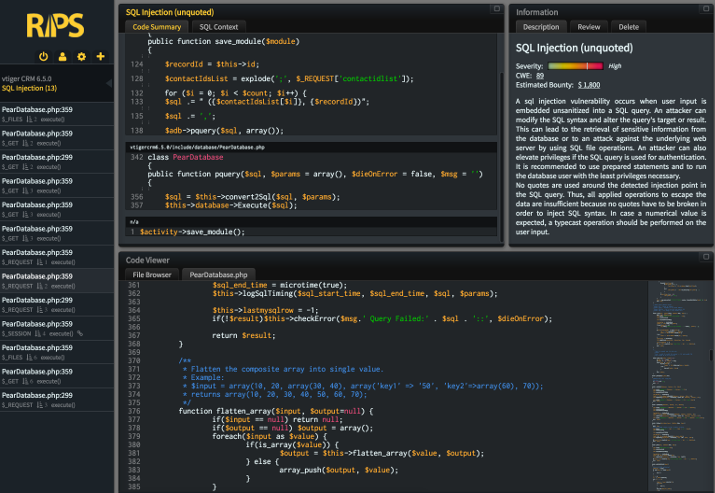 RIPS
vtiger CRM 6.5.0
SQL Injection (13)
PearDatabase.php:359
$_FILES 2 execute()
PearDatabase.php:359
$_GET 2 execute()
PearDatabase.php:299
$_GET 2 execute()
PearDatabase.php:359
$_GET 3 execute()
PearDatabase.php:359
$_GET execute()
PearDatabase.php:359
$_REQUEST 1 execute()
PearDatabase.php:359
$_REQUEST execute()
PearDatabase.php:299
$_REQUEST 3 execute()
PearDatabase.php:359
$_SESSION 4 execute()
PearDatabase.php:359
$_FILES 6 execute()
PearDatabase.php:359
$_GET 6 execute()
PearDatabase.php:299
$_REQUEST 3 execute()
SQL Injection (unquoted)
Code Summary SQL Context
public function save_module($module)
{
124 $recordId = $this->id;
128 $contactIdsList = explode(';', $_REQUEST['contactidlist']);
132 for ($i = 0; $i < $count; $i++) {
133 $sql .= " ({$contactIdsList[$i]}, {$recordId})";
135 $sql .= ',';
138 $adb->pquery($sql, array());
vtigercrm6.5.0/include/database/PearDatabase.php
342 class PearDatabase
{
public function pquery($sql, $params = array(), $dieOnError = false, $msg = '')
{
356 $sql = $this->convert2Sql($sql, $params);
357 $this->database->Execute($sql);
n/a
1 $activity->save_module();
Information
Description Review Delete
SQL Injection (unquoted)
Severity: High
CWE: 89
Estimated Bounty: $ 1,800
A sql injection vulnerability occurs when user input is
embedded unsanitized into a SQL query. An attacker can
modify the SQL syntax and alter the query's target or result.
This can lead to the retrieval of sensitive information from
the database or to an attack against the underlying web
server by using SQL file operations. An attacker can also
elevate privileges if the SQL query is used for authentication.
It is recommended to use prepared statements and to run
the database user with the least privileges necessary.
No quotes are used around the detected injection point in
the SQL query. Thus, all applied operations to escape the
data are insufficient because no quotes have to be broken in
order to inject SQL syntax. In case a numerical value is
expected, a typecast operation should be performed on the
user input.
Code Viewer
File Browser PearDatabase.php
361 $sql_end_time = microtime(true);
362 $this->logSqlTiming($sql_start_time, $sql_end_time, $sql, $params);
363
364 $this->lastmysqlrow = -1;
365 if(!$result)$this->checkError($msg.' Query Failed:' . $sql . '::', $dieOnError);
366
367 return $result;
368 }
369
370 /**
371 * Flatten the composite array into single value.
372 * Example:
373 * $input = array(10, 20, array(30, 40), array('key1' => '50', 'key2'=>array(60), 70));
374 * returns array(10, 20, 30, 40, 50, 60, 70);
375 */
376 function flatten_array($input, $output=null) {
377 if($input == null) return null;
378 if($output == null) $output = array();
379 foreach($input as $value) {
380 if(is_array($value)) {
381 $output = $this->flatten_array($value, $output);
382 } else {
383 array_push($output, $value);
384 }
385 }